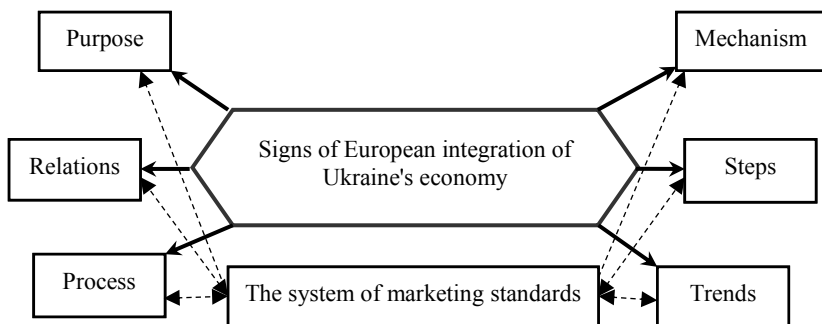 Purpose
Mechanism
Signs of European integration of
Ukraine's economy
Relations
Steps
Process
The system of marketing standards
Trends